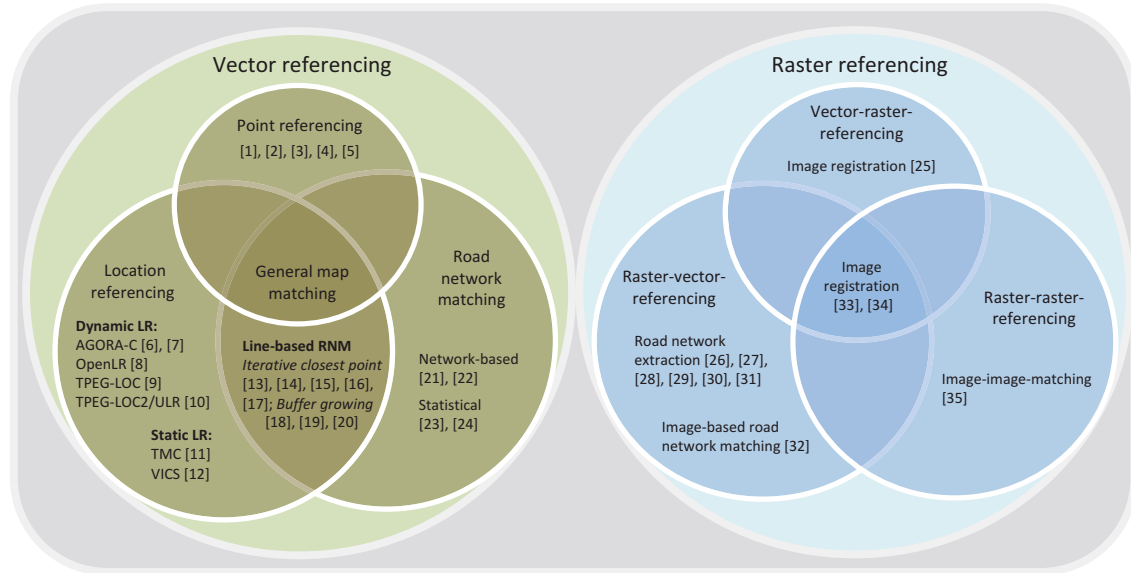 Vector referencing
Point referencing
[1], [2], [3], [4], [5]
Location
referencing
Dynamic LR:
AGORA-C [6], [7]
OpenLR [8]
TPEG-LOC [9]
TPEG-LOC2/ULR [10]
Static LR:
TMC [11]
VICS [12]
General map
matching
Line-based RNM
Iterative closest point
[13], [14], [15], [16],
[17]; Buffer growing
[18], [19], [20]
Road
network
matching
Network-based
[21], [22]
Statistical
[23], [24]
Raster referencing
Vector-raster-
referencing
Image registration [25]
Raster-vector-
referencing
Road network
extraction [26], [27],
[28], [29], [30], [31]
Image-based road
network matching [32]
Image
registration
[33], [34]
Raster-raster-
referencing
Image-image-matching
[35]